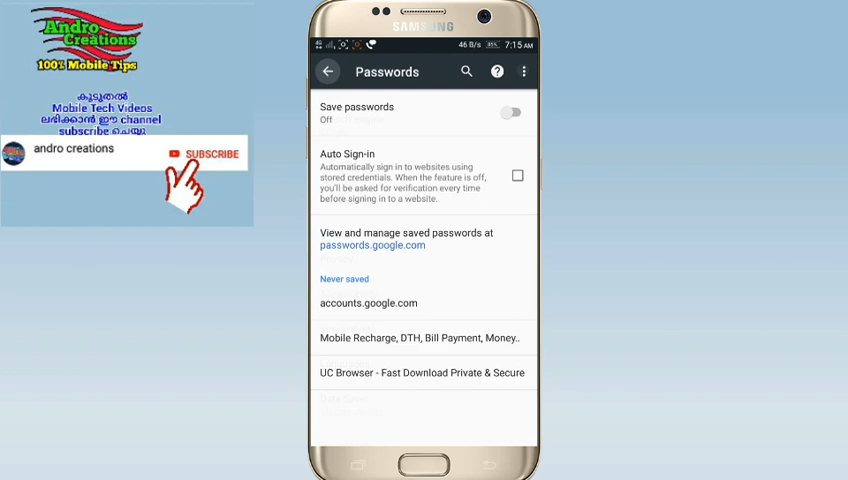 Andro
Creations
100% Mobile Tips
കൂടുതൽ
Mobile Tech Videos
ലഭിക്കാൻ ഈ channel
subscribe ചെയ്യൂ
andro creations
SUBSCRIBE
SAMSUNG
46 B/s 81% 7:15 AM
Passwords
Save passwords
Off
Auto Sign-in
Automatically sign in to websites using
stored credentials. When the feature is off,
you'll be asked for verification every time
before signing in to a website.
View and manage saved passwords at
passwords.google.com
Privacy
Never saved
accounts.google.com
Mobile Recharge, DTH, Bill Payment, Money..
UC Browser - Fast Download Private & Secure